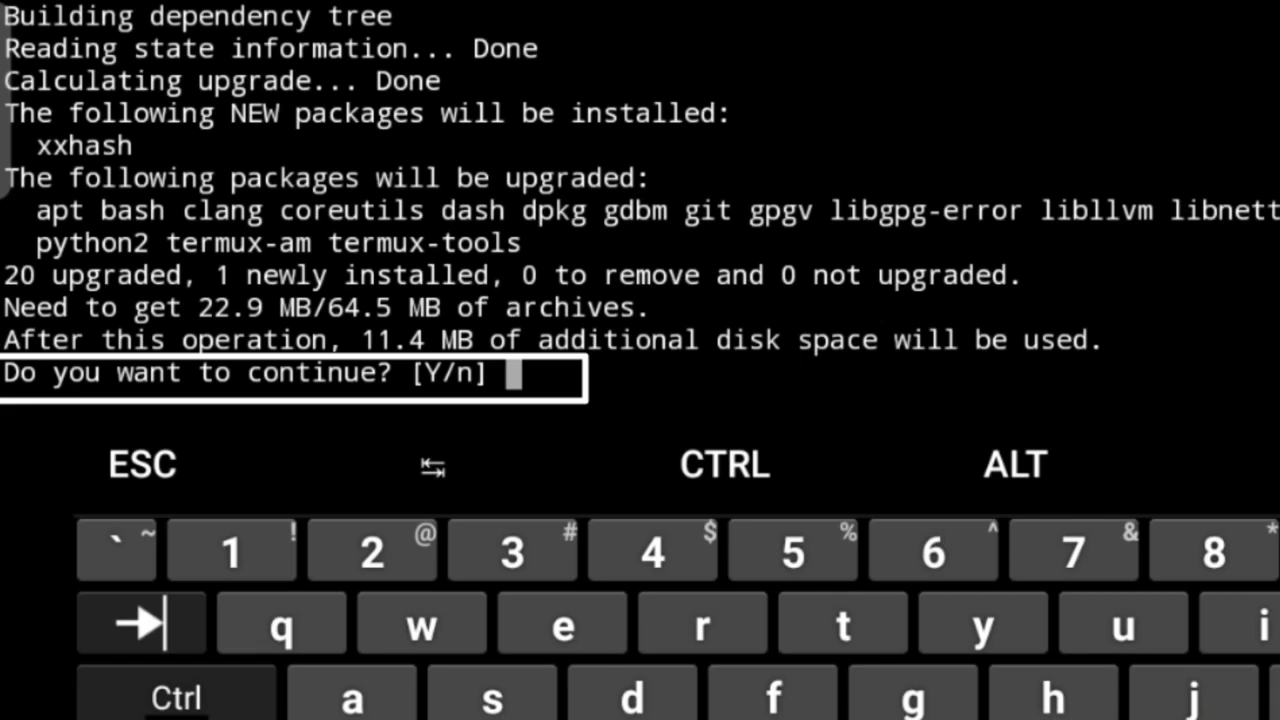 Building dependency tree
Reading state information... Done
Calculating upgrade... Done
The following NEW packages will be installed:
xxhash
The following packages will be upgraded:
apt bash clang coreutils dash dpkg gdbm git gpgv libgpg-error libllvm libnett
python2 termux-am termux-tools
20 upgraded, 1 newly installed, 0 to remove and 0 not upgraded.
Need to get 22.9 MB/64.5 MB of archives.
After this operation, 11.4 MB of additional disk space will be used.
Do you want to continue? [Y/n]
ESC ↹ CTRL ALT
` ~ 1 ! 2 @ 3 # 4 $ 5 % 6 ^ 7 & 8 *
q w e r t y u i
Ctrl a s d f g h j